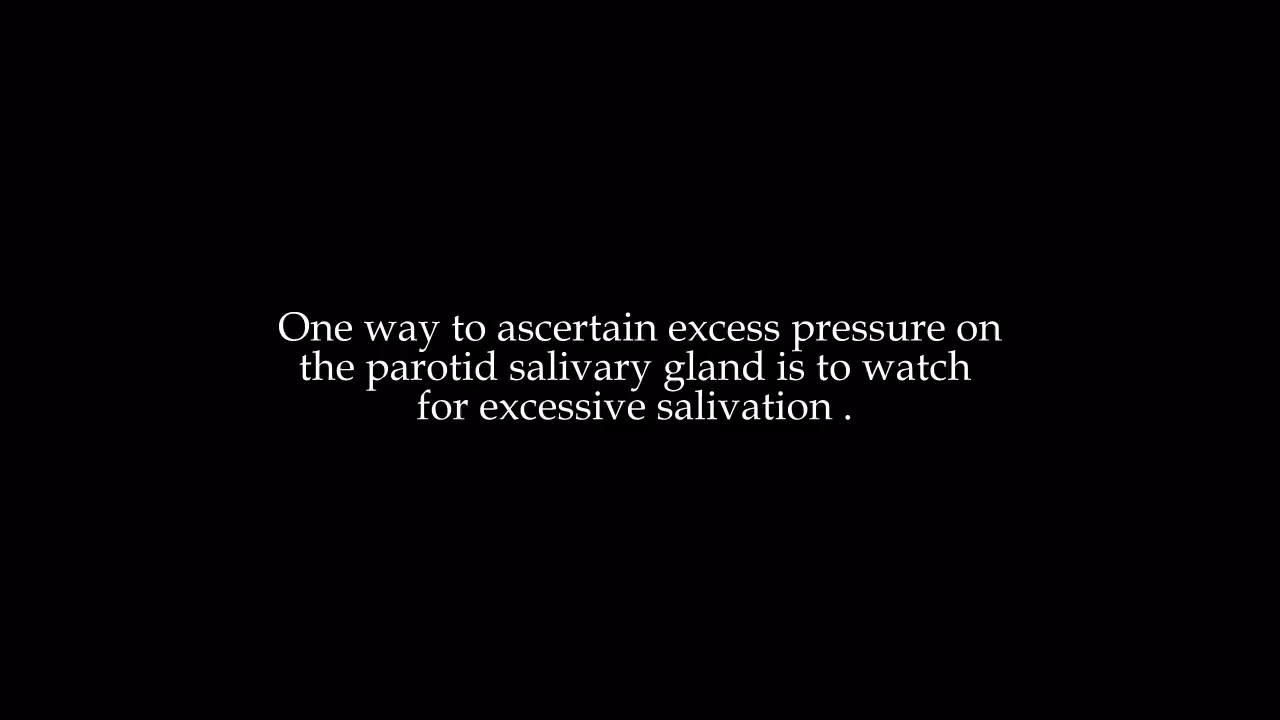 One way to ascertain excess pressure on
the parotid salivary gland is to watch
for excessive salivation .